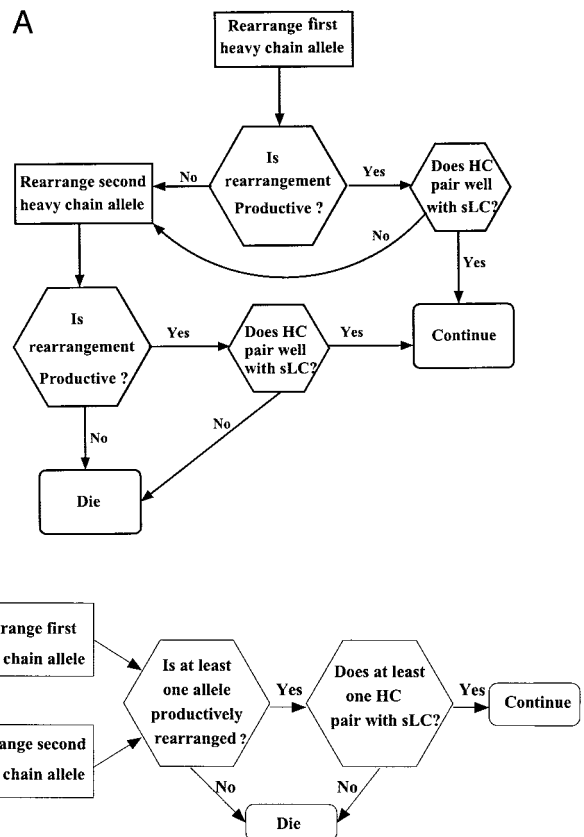 A
Rearrange first
heavy chain allele
Is
rearrangement
Productive ?
No
Yes
Does HC
pair well
with sLC?
Rearrange second
heavy chain allele
No
Yes
Is
rearrangement
Productive ?
Yes
Does HC
pair well
with sLC?
Yes
Continue
No
No
Die
range first
chain allele
Is at least
one allele
productively
rearranged ?
Yes
Does at least
one HC
pair with sLC?
Yes
Continue
nge second
chain allele
No
No
Die